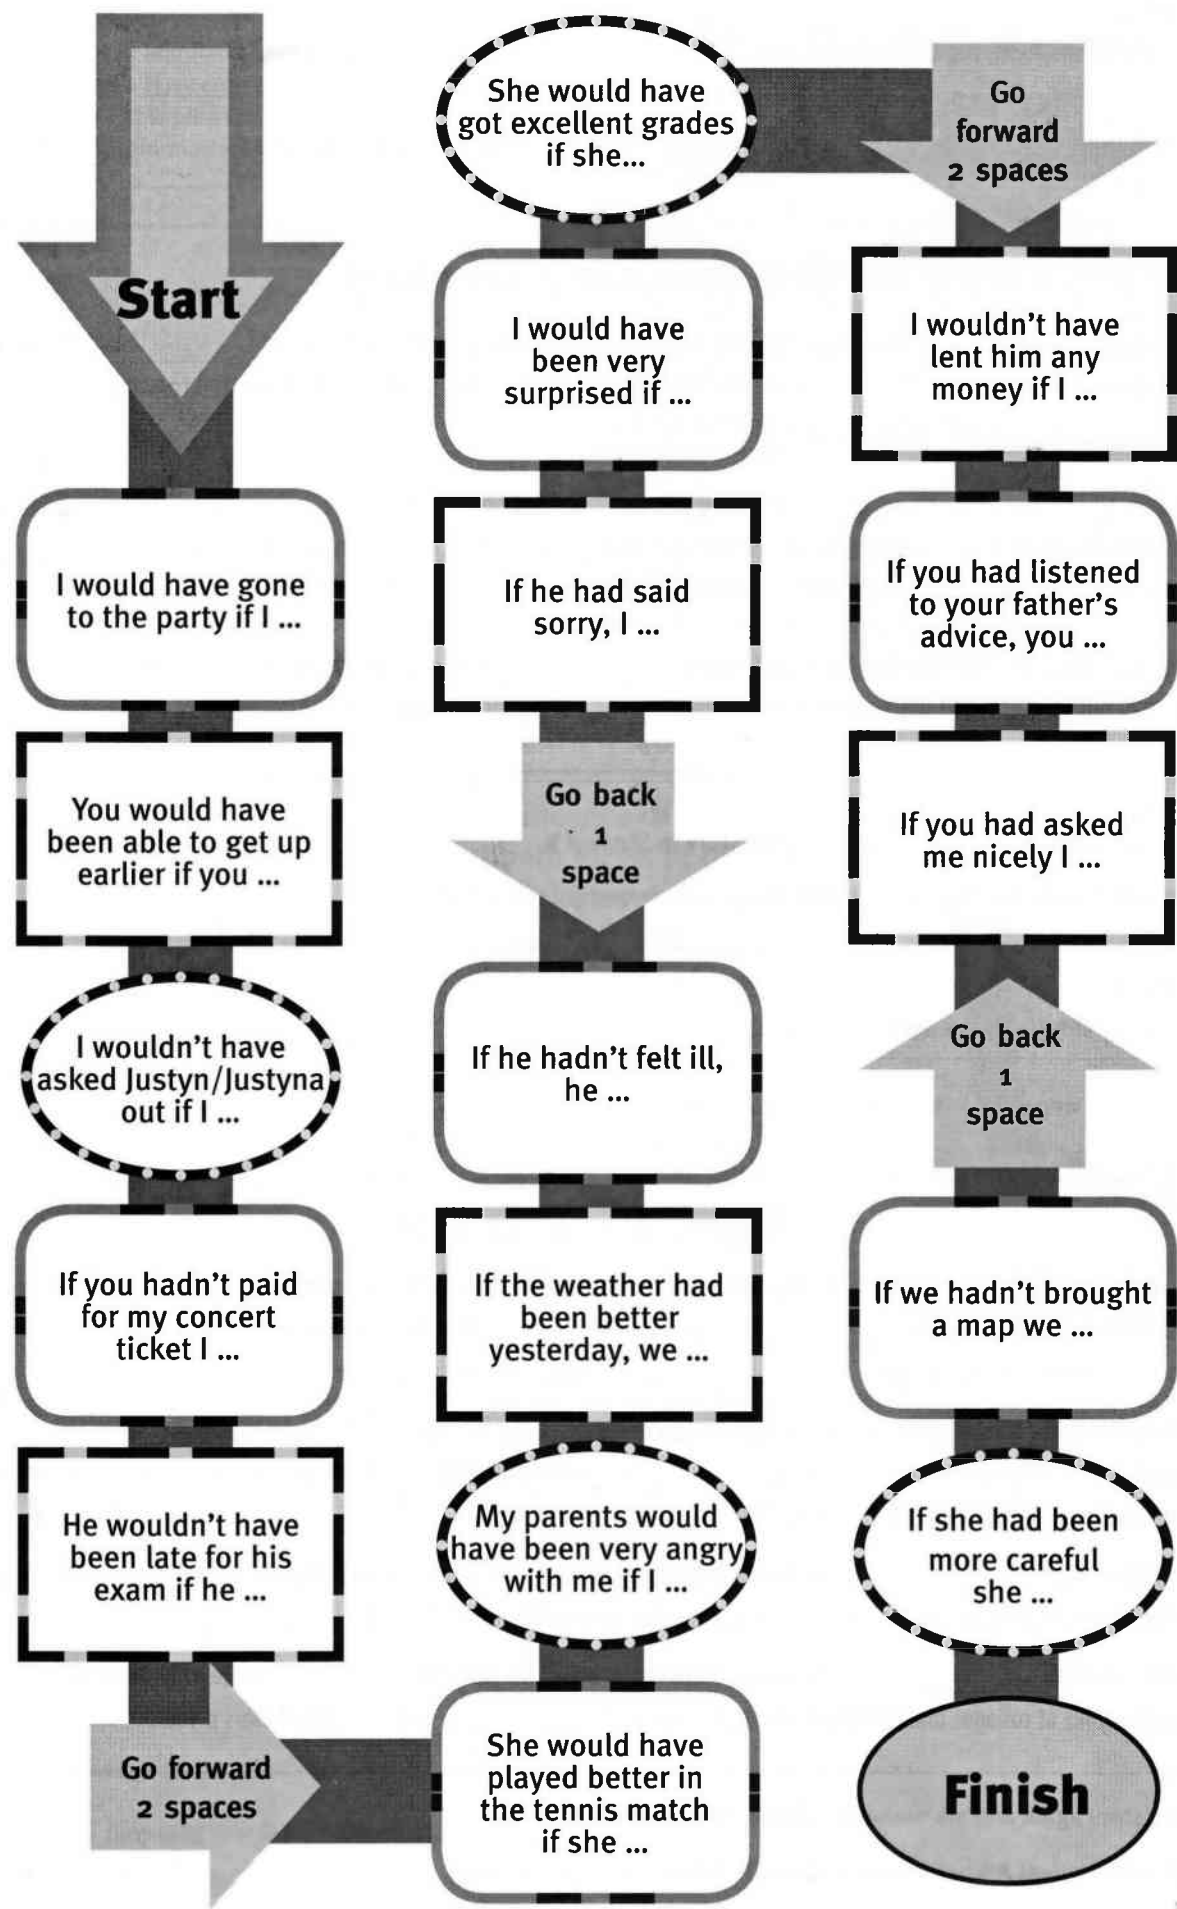 Start
I would have gone
to the party if I ...
You would have
been able to get up
earlier if you ...
I wouldn't have
asked Justyn/Justyna
out if I ...
If you hadn't paid
for my concert
ticket I ...
He wouldn't have
been late for his
exam if he ...
Go forward
2 spaces
She would have
got excellent grades
if she...
I would have
been very
surprised if ...
If he had said
sorry, I ...
Go back
1
space
If he hadn't felt ill,
he ...
If the weather had
been better
yesterday, we ...
My parents would
have been very angry
with me if I ...
She would have
played better in
the tennis match
if she ...
Go
forward
2 spaces
I wouldn't have
lent him any
money if I ...
If you had listened
to your father's
advice, you ...
If you had asked
me nicely I ...
Go back
1
space
If we hadn't brought
a map we ...
If she had been
more careful
she ...
Finish